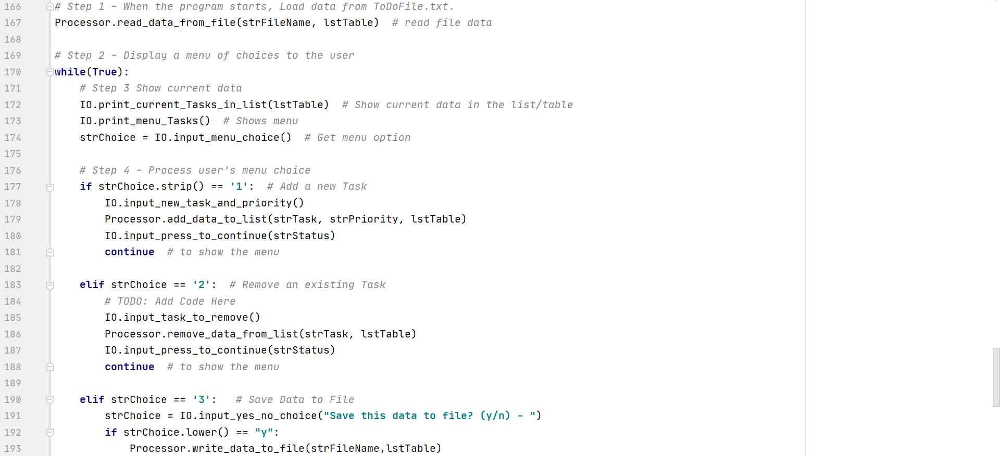 166 # Step 1 - When the program starts, Load data from ToDoFile.txt.
167 Processor.read_data_from_file(strFileName, lstTable)  # read file data
168
169 # Step 2 - Display a menu of choices to the user
170 while(True):
171     # Step 3 Show current data
172     IO.print_current_Tasks_in_list(lstTable)  # Show current data in the list/table
173     IO.print_menu_Tasks()  # Shows menu
174     strChoice = IO.input_menu_choice()  # Get menu option
175
176     # Step 4 - Process user's menu choice
177     if strChoice.strip() == '1':  # Add a new Task
178         IO.input_new_task_and_priority()
179         Processor.add_data_to_list(strTask, strPriority, lstTable)
180         IO.input_press_to_continue(strStatus)
181         continue  # to show the menu
182
183     elif strChoice == '2':  # Remove an existing Task
184         # TODO: Add Code Here
185         IO.input_task_to_remove()
186         Processor.remove_data_from_list(strTask, lstTable)
187         IO.input_press_to_continue(strStatus)
188         continue  # to show the menu
189
190     elif strChoice == '3':   # Save Data to File
191         strChoice = IO.input_yes_no_choice("Save this data to file? (y/n) - ")
192         if strChoice.lower() == "y":
193             Processor.write_data_to_file(strFileName,lstTable)